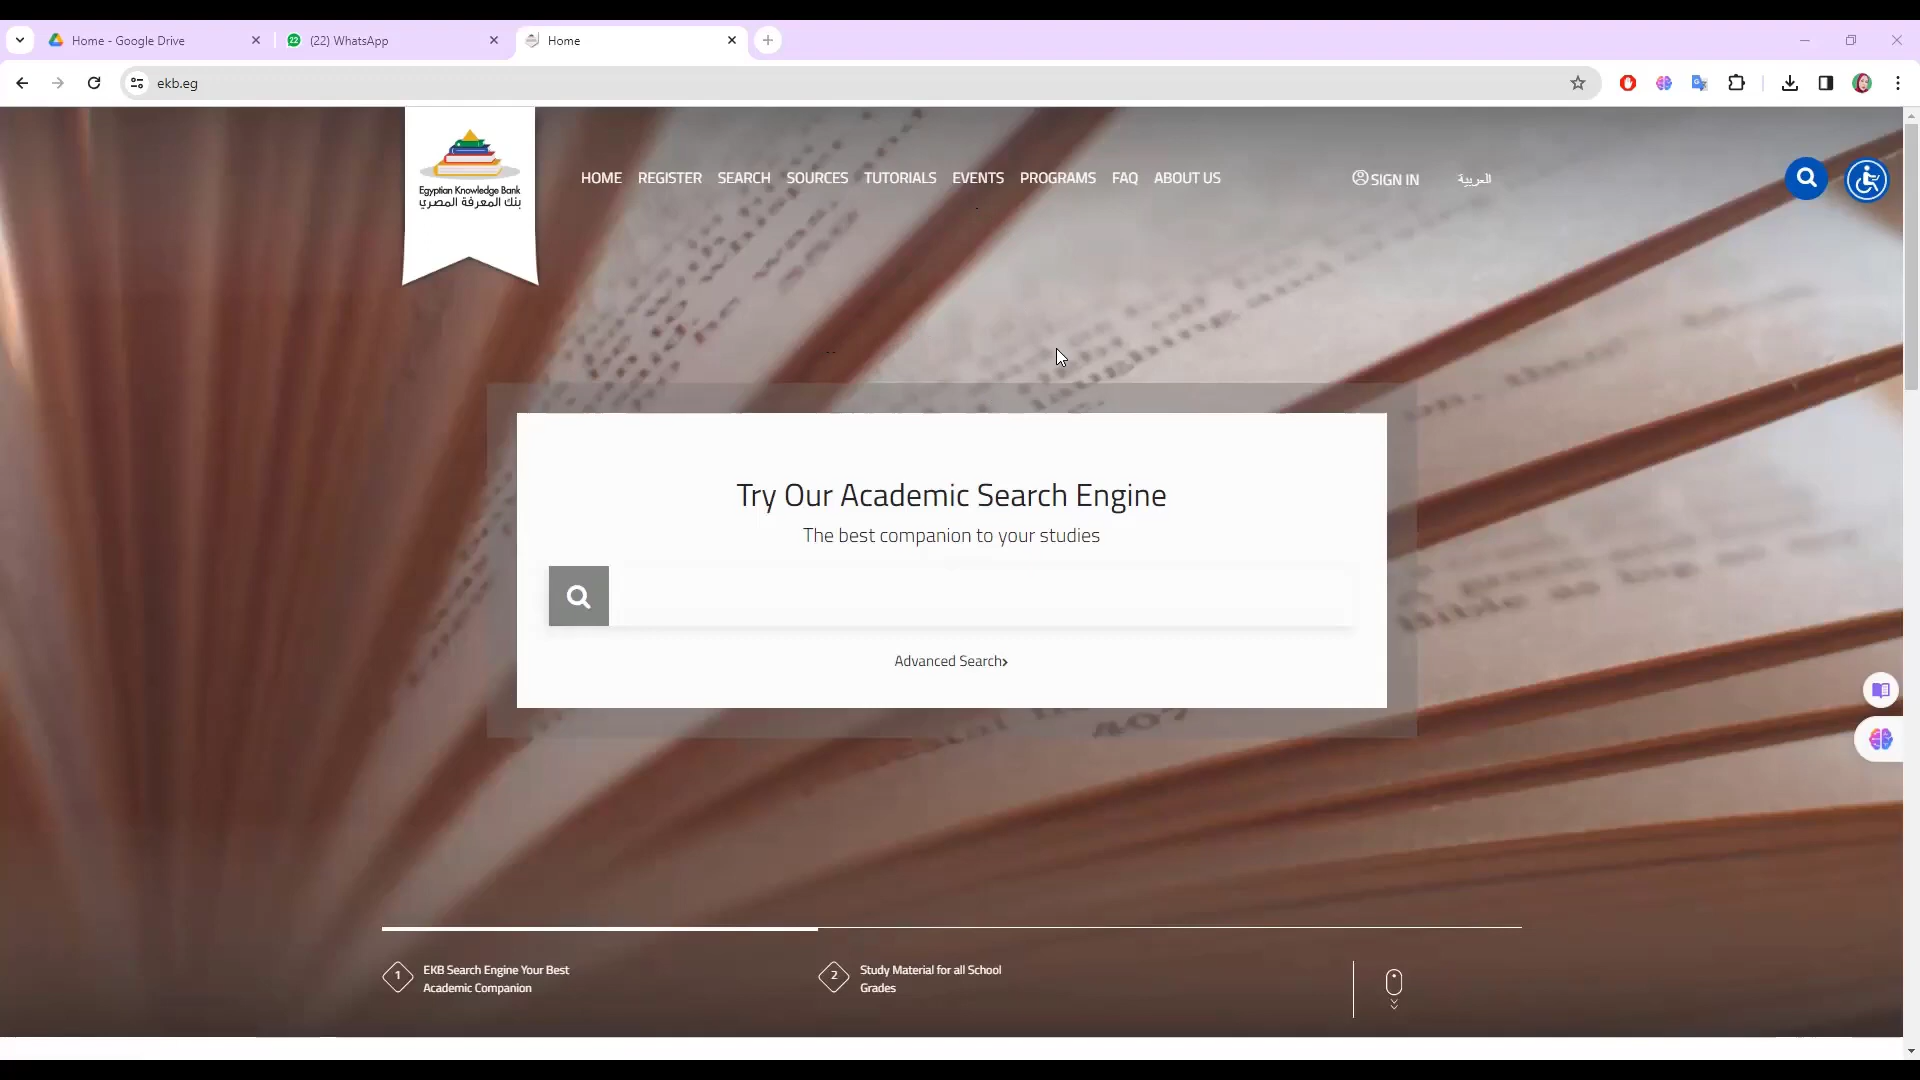 Home - Google Drive
(22) WhatsApp
Home
ekb.eg
Egyptian Knowledge Bank
بنك المعرفة المصري
HOME REGISTER SEARCH SOURCES TUTORIALS EVENTS PROGRAMS FAQ ABOUT US
SIGN IN
العربية
Try Our Academic Search Engine
The best companion to your studies
Advanced Search
1
EKB Search Engine Your Best
Academic Companion
2
Study Material for all School
Grades